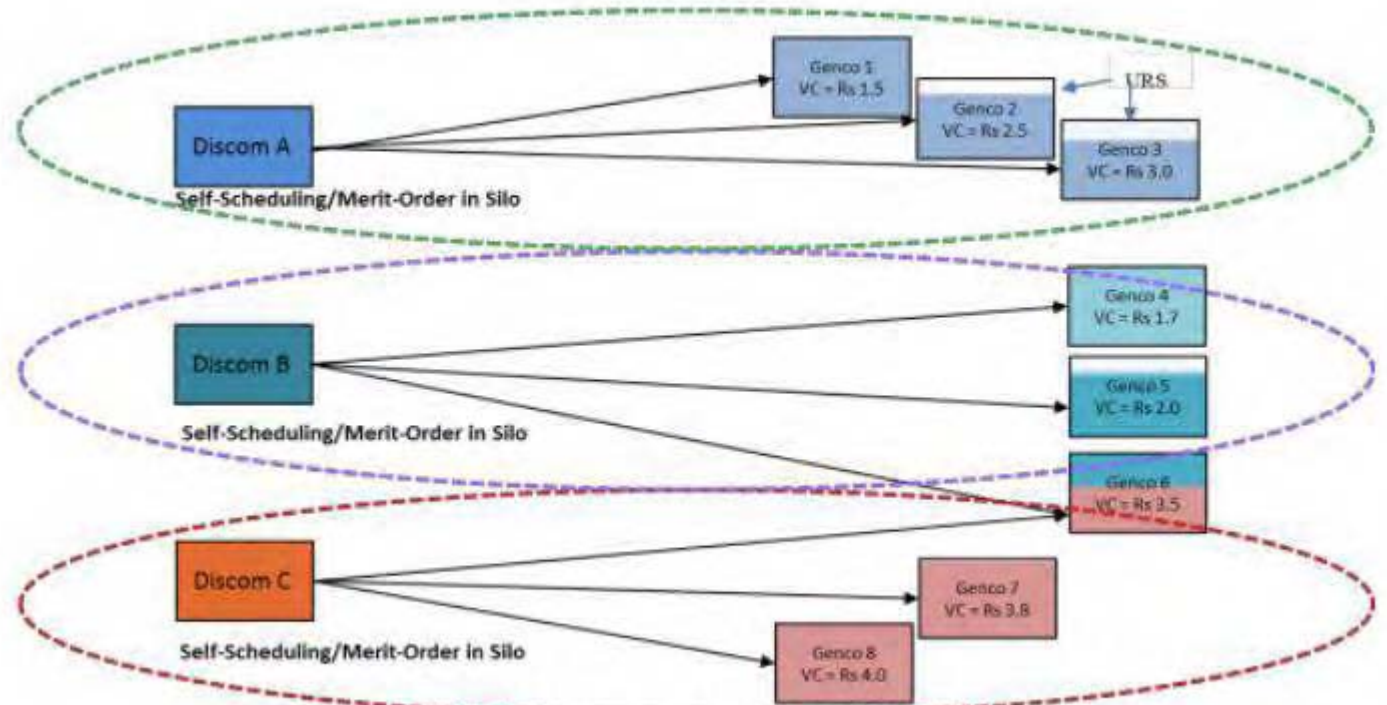 Genco 1
VC = Rs 1.5
URS
Genco 2
VC = Rs 2.5
Discom A
Genco 3
VC = Rs 3.0
Self-Scheduling/Merit-Order in Silo
Genco 4
VC = Rs 1.7
Discom B
Genco 5
VC = Rs 2.0
Self-Scheduling/Merit-Order in Silo
Genco 6
VC = Rs 3.5
Discom C
Genco 7
VC = Rs 3.8
Self-Scheduling/Merit-Order in Silo
Genco 8
VC = Rs 4.0